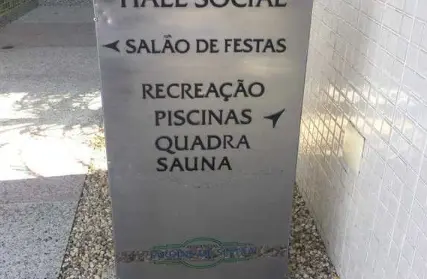 HALL SOCIAL
SALÃO DE FESTAS
RECREAÇÃO
PISCINAS
QUADRA
SAUNA